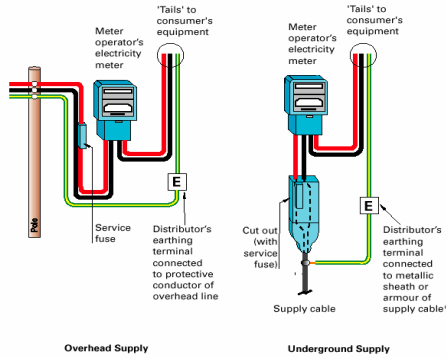 'Tails' to
consumer's
equipment
Meter
operator's
electricity
meter
E
Pole
Service
fuse
Distributor's
earthing
terminal
connected
to protective
conductor of
overhead line
Overhead Supply
'Tails' to
consumer's
equipment
Meter
operator's
electricity
meter
E
Cut out
(with
service
fuse)
Distributor's
earthing
terminal
connected
to metallic
sheath or
armour of
supply cable¹
Supply cable
Underground Supply